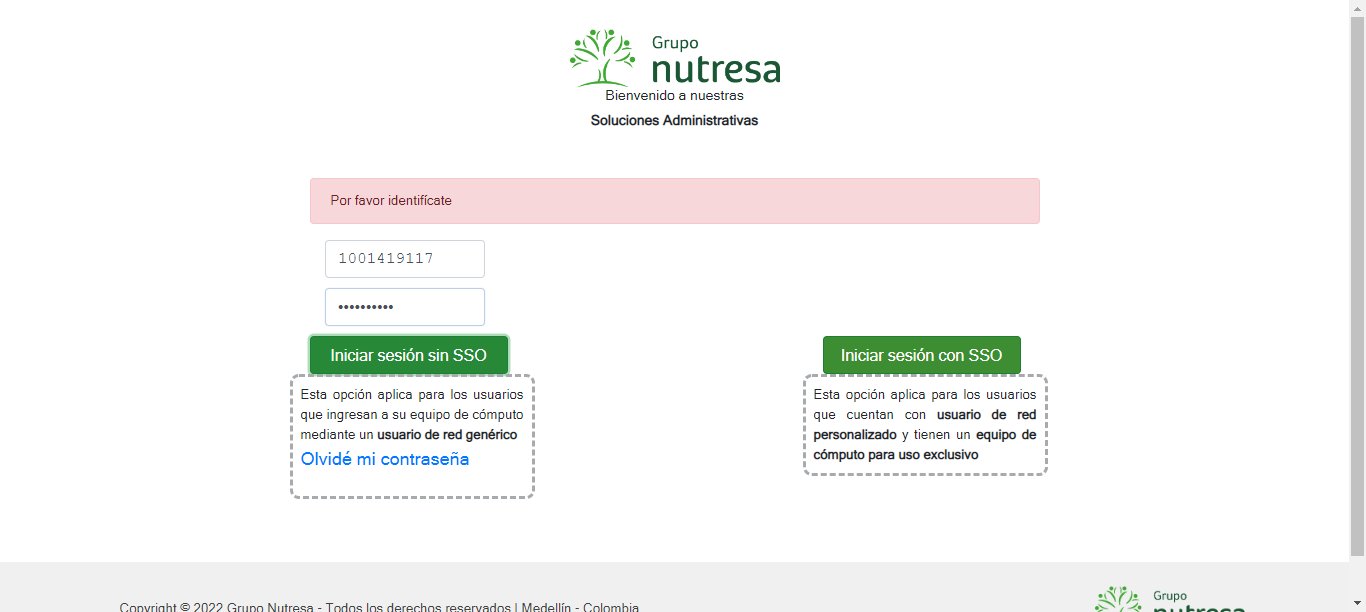 Grupo
nutresa
Bienvenido a nuestras
Soluciones Administrativas
Por favor identifícate
1001419117
••••••••••
Iniciar sesión sin SSO
Esta opción aplica para los usuarios
que ingresan a su equipo de cómputo
mediante un usuario de red genérico
Olvidé mi contraseña
Iniciar sesión con SSO
Esta opción aplica para los usuarios
que cuentan con usuario de red
personalizado y tienen un equipo de
cómputo para uso exclusivo
Copyright © 2022 Grupo Nutresa - Todos los derechos reservados | Medellín - Colombia
Grupo
nutresa